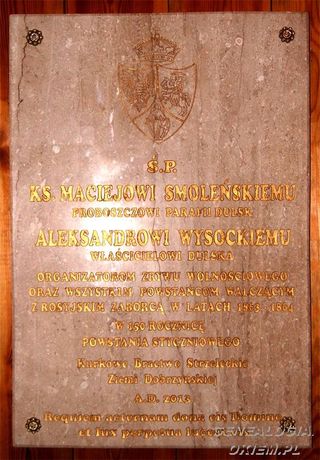 Ś.P.
KS. MACIEJOWI SMOLEŃSKIEMU
PROBOSZCZOWI PARAFII DULSK
ALEKSANDROWI WYSOCKIEMU
WŁAŚCICIELOWI DULSKA
ORGANIZATOROM ZRYWU WOLNOŚCIOWEGO
ORAZ WSZYSTKIM POWSTAŃCOM WALCZĄCYM
Z ROSYJSKIM ZABORCĄ W LATACH 1863 - 1864
W 150 ROCZNICĘ
POWSTANIA STYCZNIOWEGO
Kurkowe Bractwo Strzeleckie
Ziemi Dobrzyńskiej
A.D. 2013
Requiem aeternam dona eis Domine
et lux perpetua luceat
GENEALOGIA
OKIEM.PL